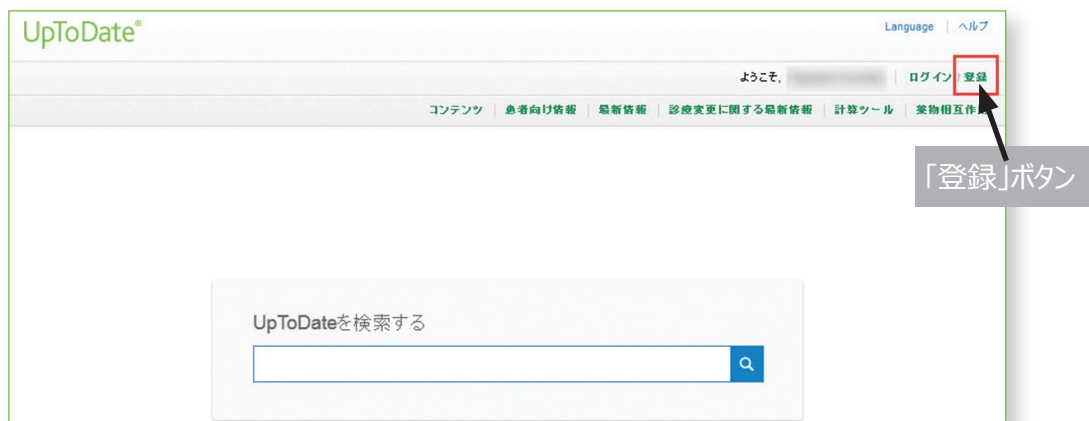 UpToDate®
Language | ヘルプ
ようこそ, | ログイン / 登録
コンテンツ | 患者向け情報 | 最新情報 | 診療変更に関する最新情報 | 計算ツール | 薬物相互作
「登録」ボタン
UpToDateを検索する